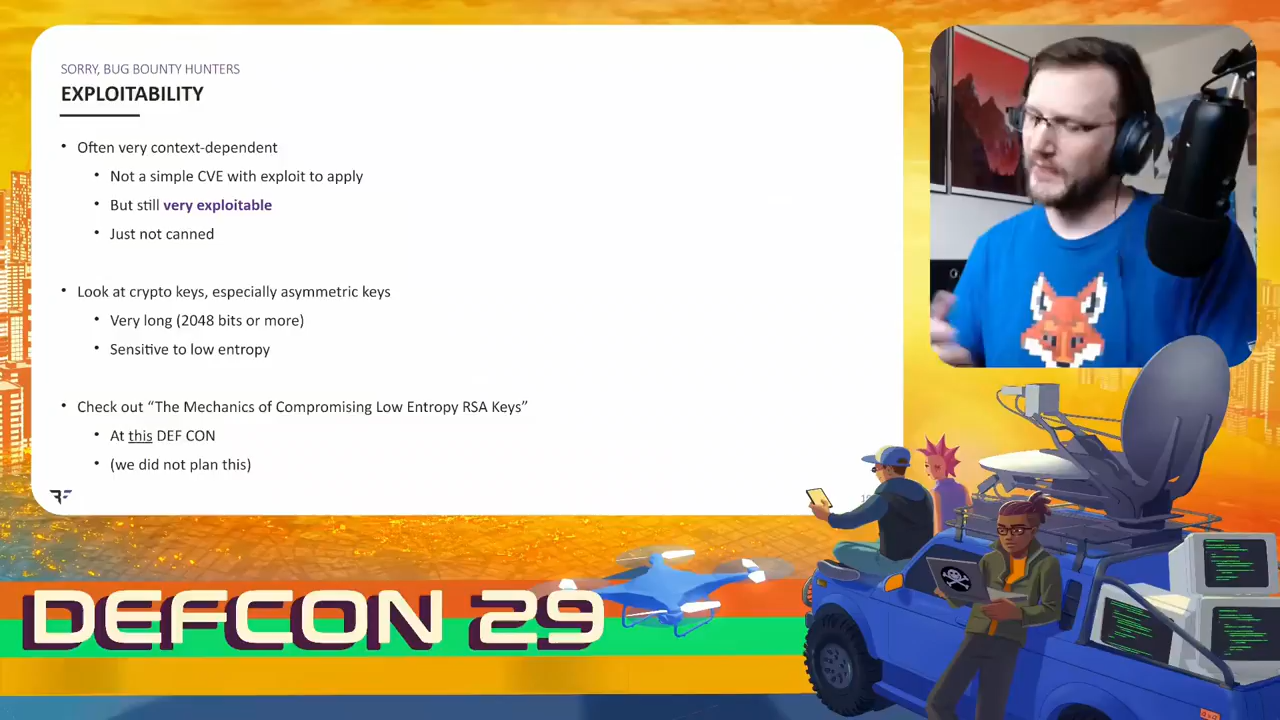 SORRY, BUG BOUNTY HUNTERS
EXPLOITABILITY
• Often very context-dependent
• Not a simple CVE with exploit to apply
• But still very exploitable
• Just not canned
• Look at crypto keys, especially asymmetric keys
• Very long (2048 bits or more)
• Sensitive to low entropy
• Check out “The Mechanics of Compromising Low Entropy RSA Keys”
• At this DEF CON
• (we did not plan this)
DEFCON 29